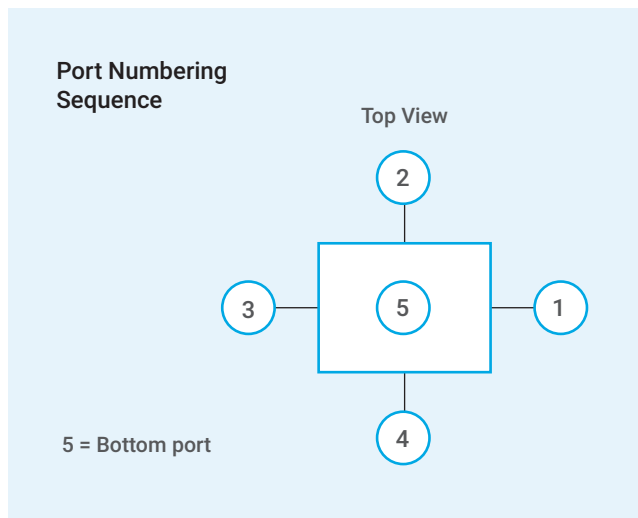 Port Numbering
Sequence
Top View
2
3
5
1
4
5 = Bottom port